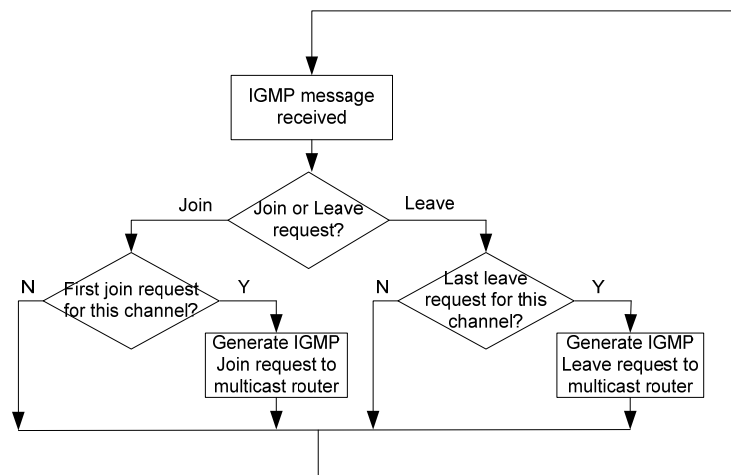 IGMP message
received
Join
Join or Leave
request?
Leave
N
First join request
for this channel?
Y
N
Last leave
request for this
channel?
Y
Generate IGMP
Join request to
multicast router
Generate IGMP
Leave request to
multicast router